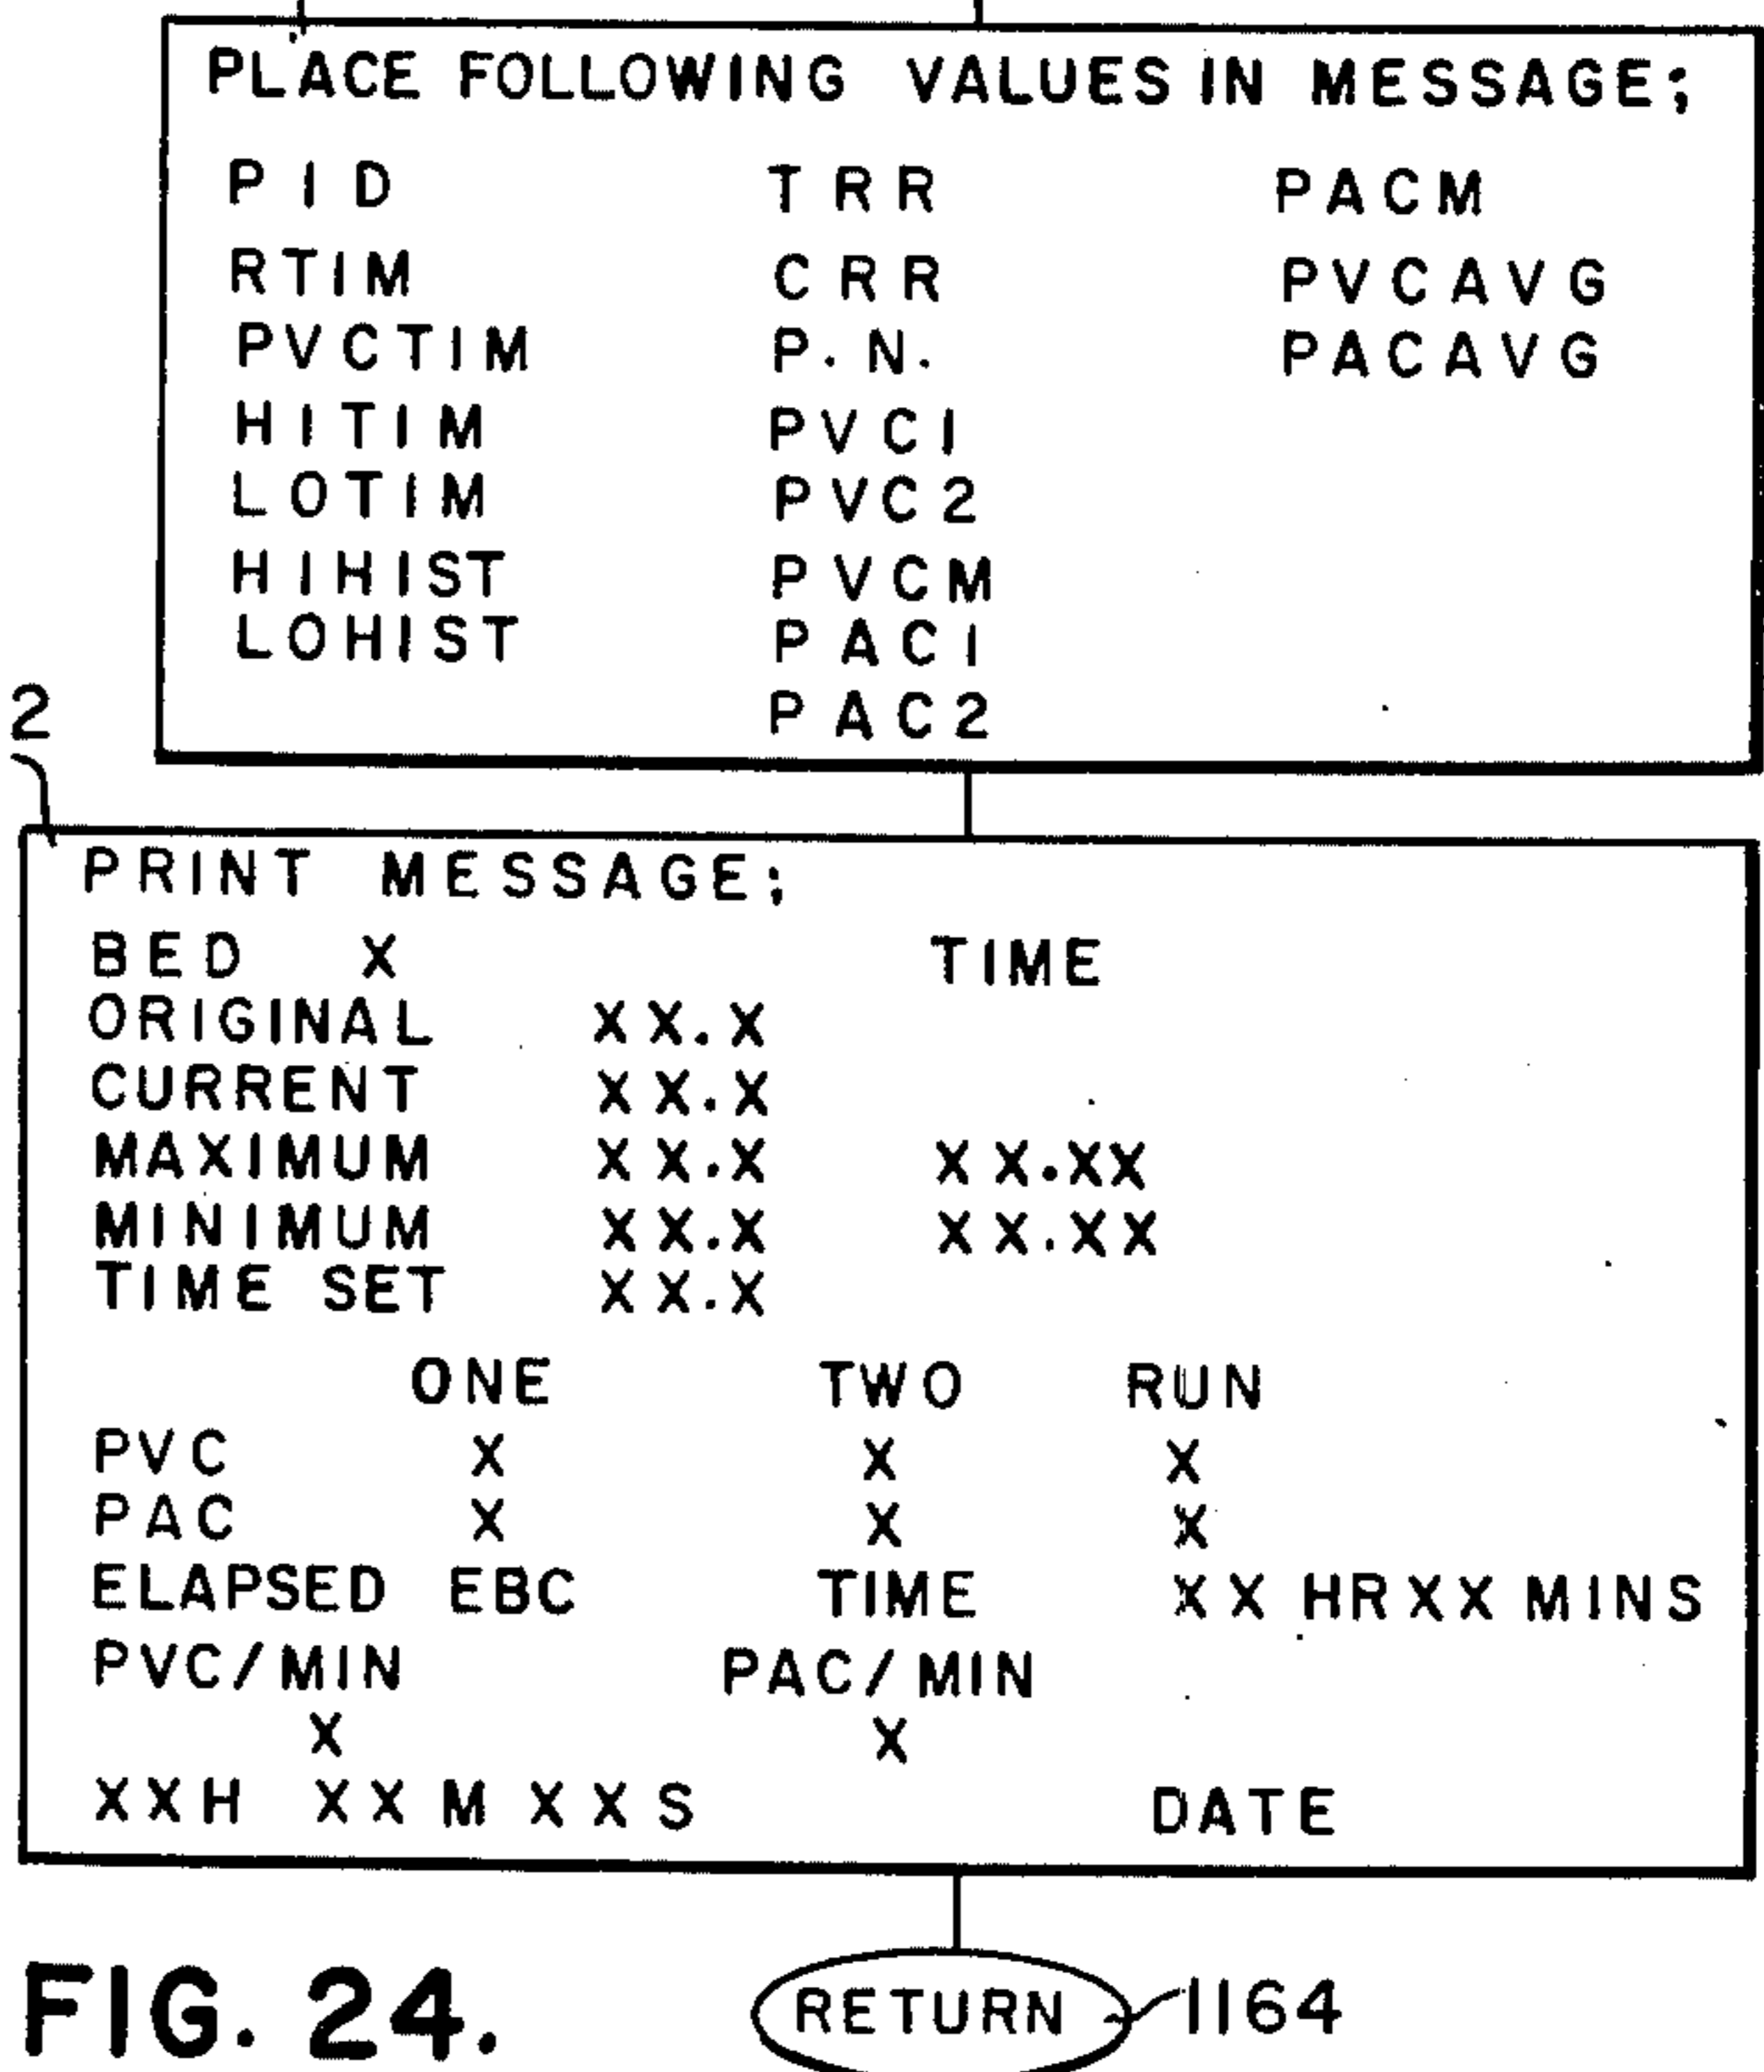 PLACE FOLLOWING VALUES IN MESSAGE;
PID TRR PACM
RTIM CRR PVCAVG
PVCTIM P.N. PACAVG
HITIM PVC1
LOTIM PVC2
HIHIST PVCM
LOHIST PAC1
PAC2
2
PRINT MESSAGE;
BED X TIME
ORIGINAL XX.X
CURRENT XX.X
MAXIMUM XX.X XX.XX
MINIMUM XX.X XX.XX
TIME SET XX.X
ONE TWO RUN
PVC X X X
PAC X X X
ELAPSED EBC TIME XX HR XX MINS
PVC/MIN PAC/MIN
X X
XXH XXM XXS DATE
RETURN 1164
FIG. 24.